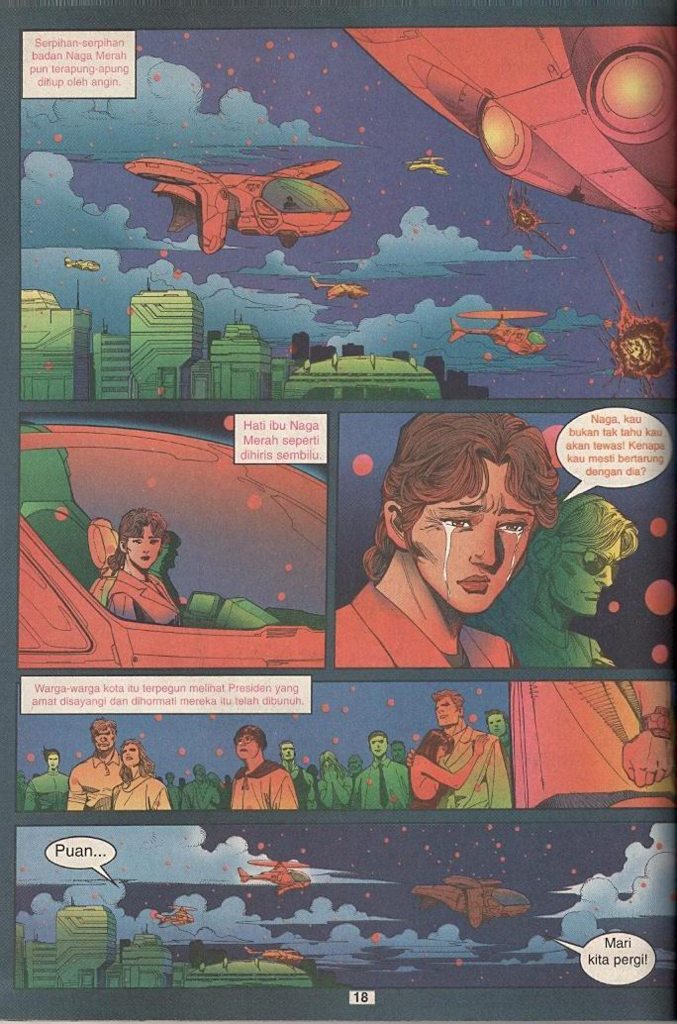 Serpihan-serpihan
badan Naga Merah
pun terapung-apung
ditiup oleh angin.
Hati ibu Naga
Merah seperti
dihiris sembilu.
Naga, kau
bukan tak tahu kau
akan tewas! Kenapa
kau mesti bertarung
dengan dia?
Warga-warga kota itu terpegun melihat Presiden yang
amat disayangi dan dihormati mereka itu telah dibunuh.
Puan...
Mari
kita pergi!
18